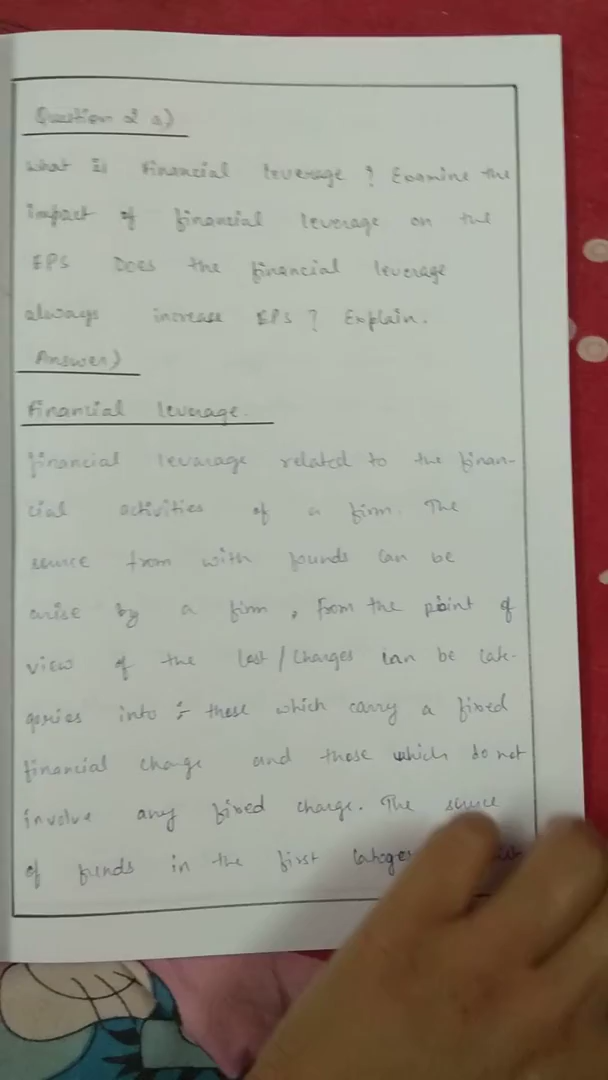 Question 2 a)
What is financial leverage ? Examine the
impact of financial leverage on the
EPS Does the financial leverage
always increase EPS ? Explain.
Answer)
Financial leverage.
financial levarage related to the finan-
cial activities of a firm. The
source from with founds can be
arise by a firm , from the point of
view of the cost / charges can be cate-
gories into :- those which carry a fixed
financial charge and those which do not
involve any fixed charge. The source
of funds in the first